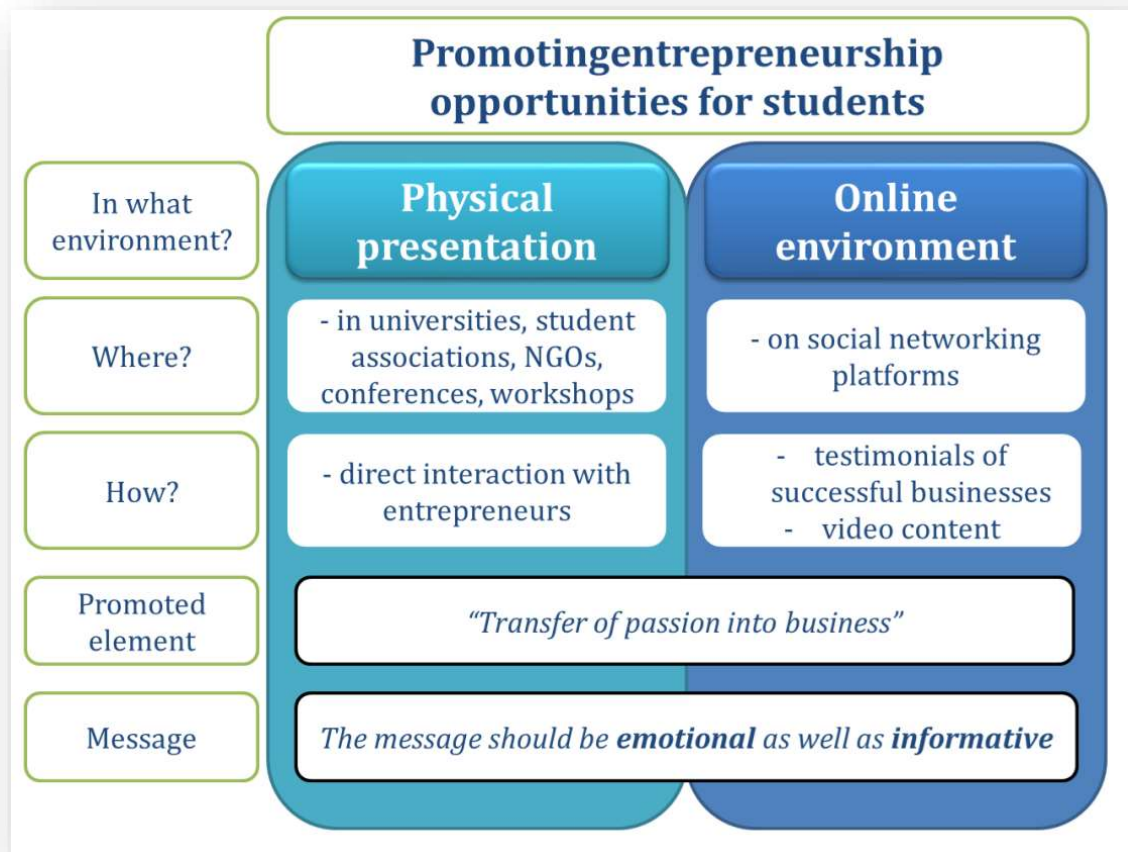 Promotingentrepreneurship
opportunities for students
In what
environment?
Physical
presentation
Online
environment
Where?
- in universities, student
associations, NGOs,
conferences, workshops
- on social networking
platforms
How?
- direct interaction with
entrepreneurs
- testimonials of
successful businesses
- video content
Promoted
element
“Transfer of passion into business”
Message
The message should be emotional as well as informative